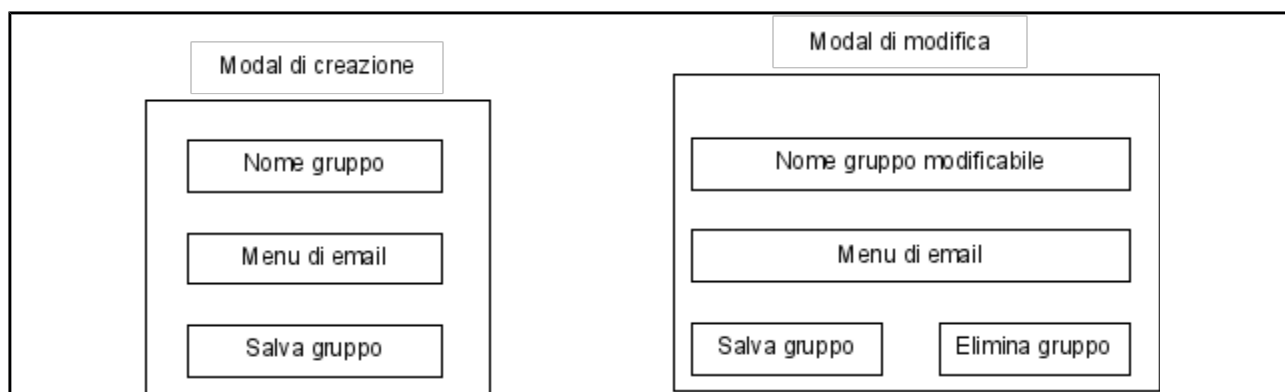 Modal di creazione
Nome gruppo
Menu di email
Salva gruppo
Modal di modifica
Nome gruppo modificabile
Menu di email
Salva gruppo
Elimina gruppo